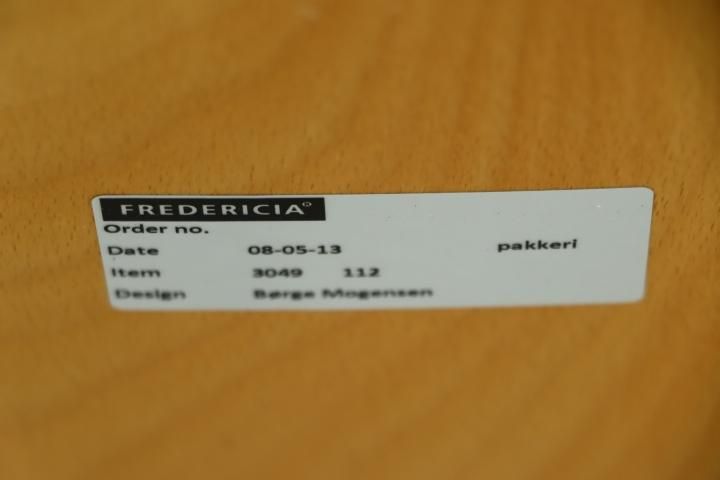 FREDERICIA®
Order no.
Date 08-05-13 pakkeri
Item 3049 112
Design Børge Mogensen